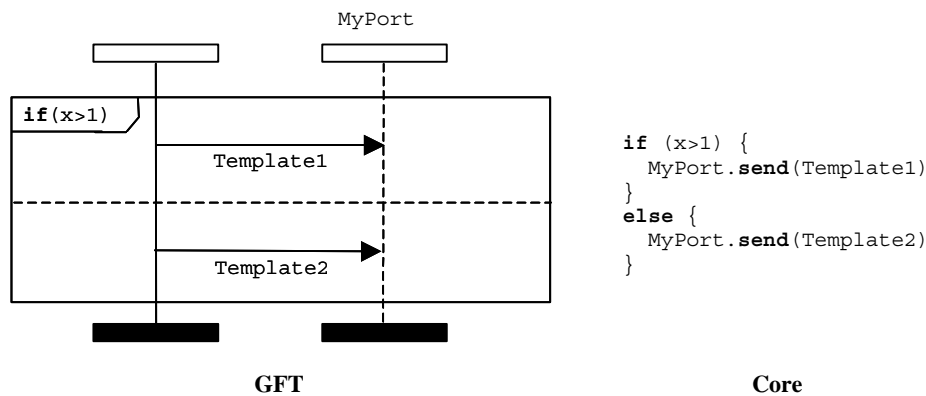 MyPort
if(x>1)
Template1
Template2
if (x>1) {
MyPort.send(Template1)
}
else {
MyPort.send(Template2)
}
GFT
Core